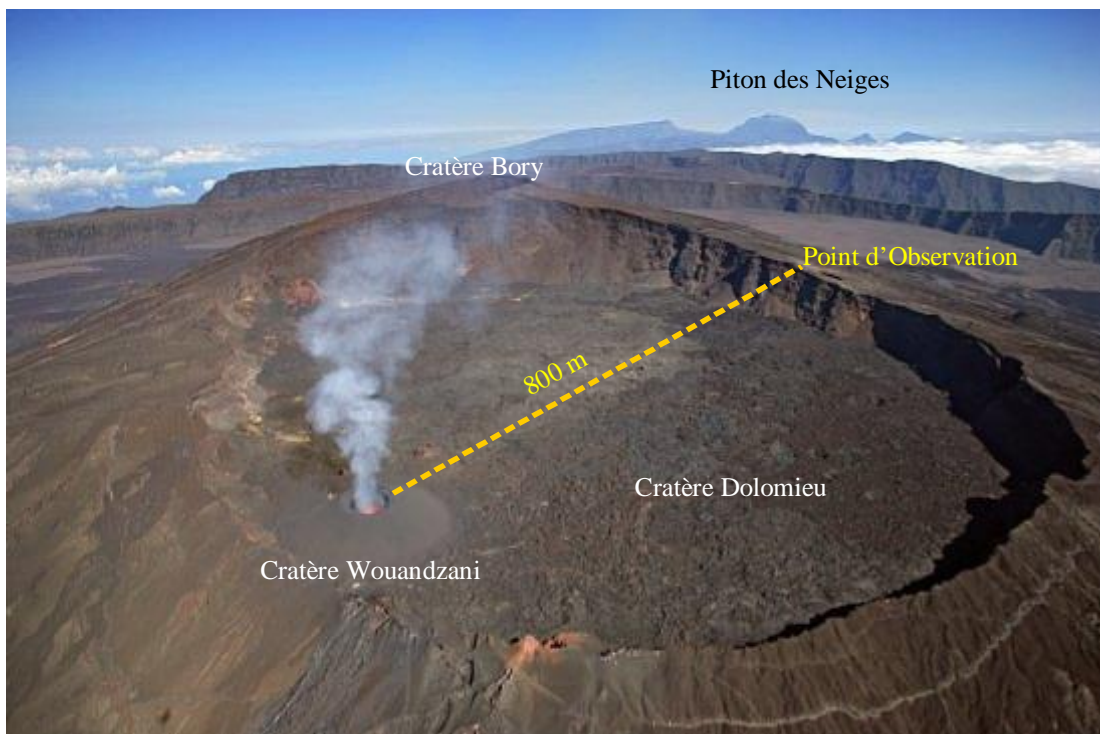 Piton des Neiges
Cratère Bory
Point d’Observation
800 m
Cratère Dolomieu
Cratère Wouandzani